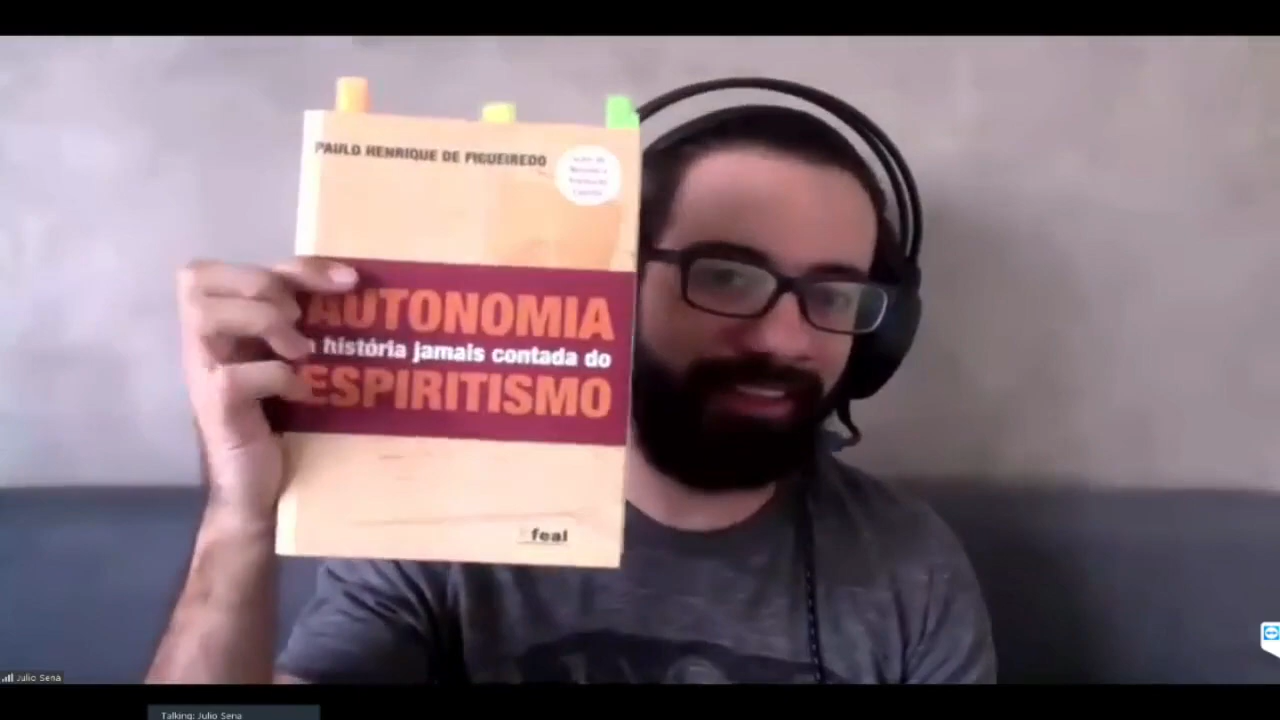 PAULO HENRIQUE DE FIGUEIREDO
AUTONOMIA
a história jamais contada do
ESPIRITISMO
feal
Julio Sena
Talking: Julio Sena